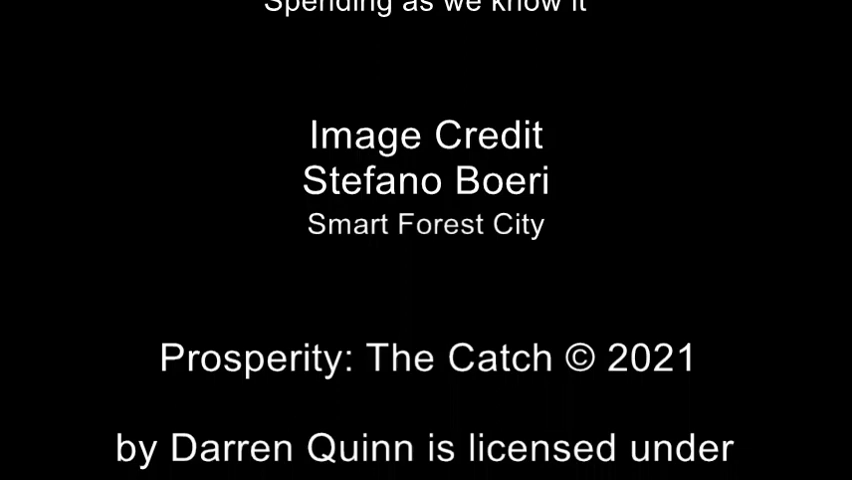 Spending as we know it
Image Credit
Stefano Boeri
Smart Forest City
Prosperity: The Catch © 2021
by Darren Quinn is licensed under